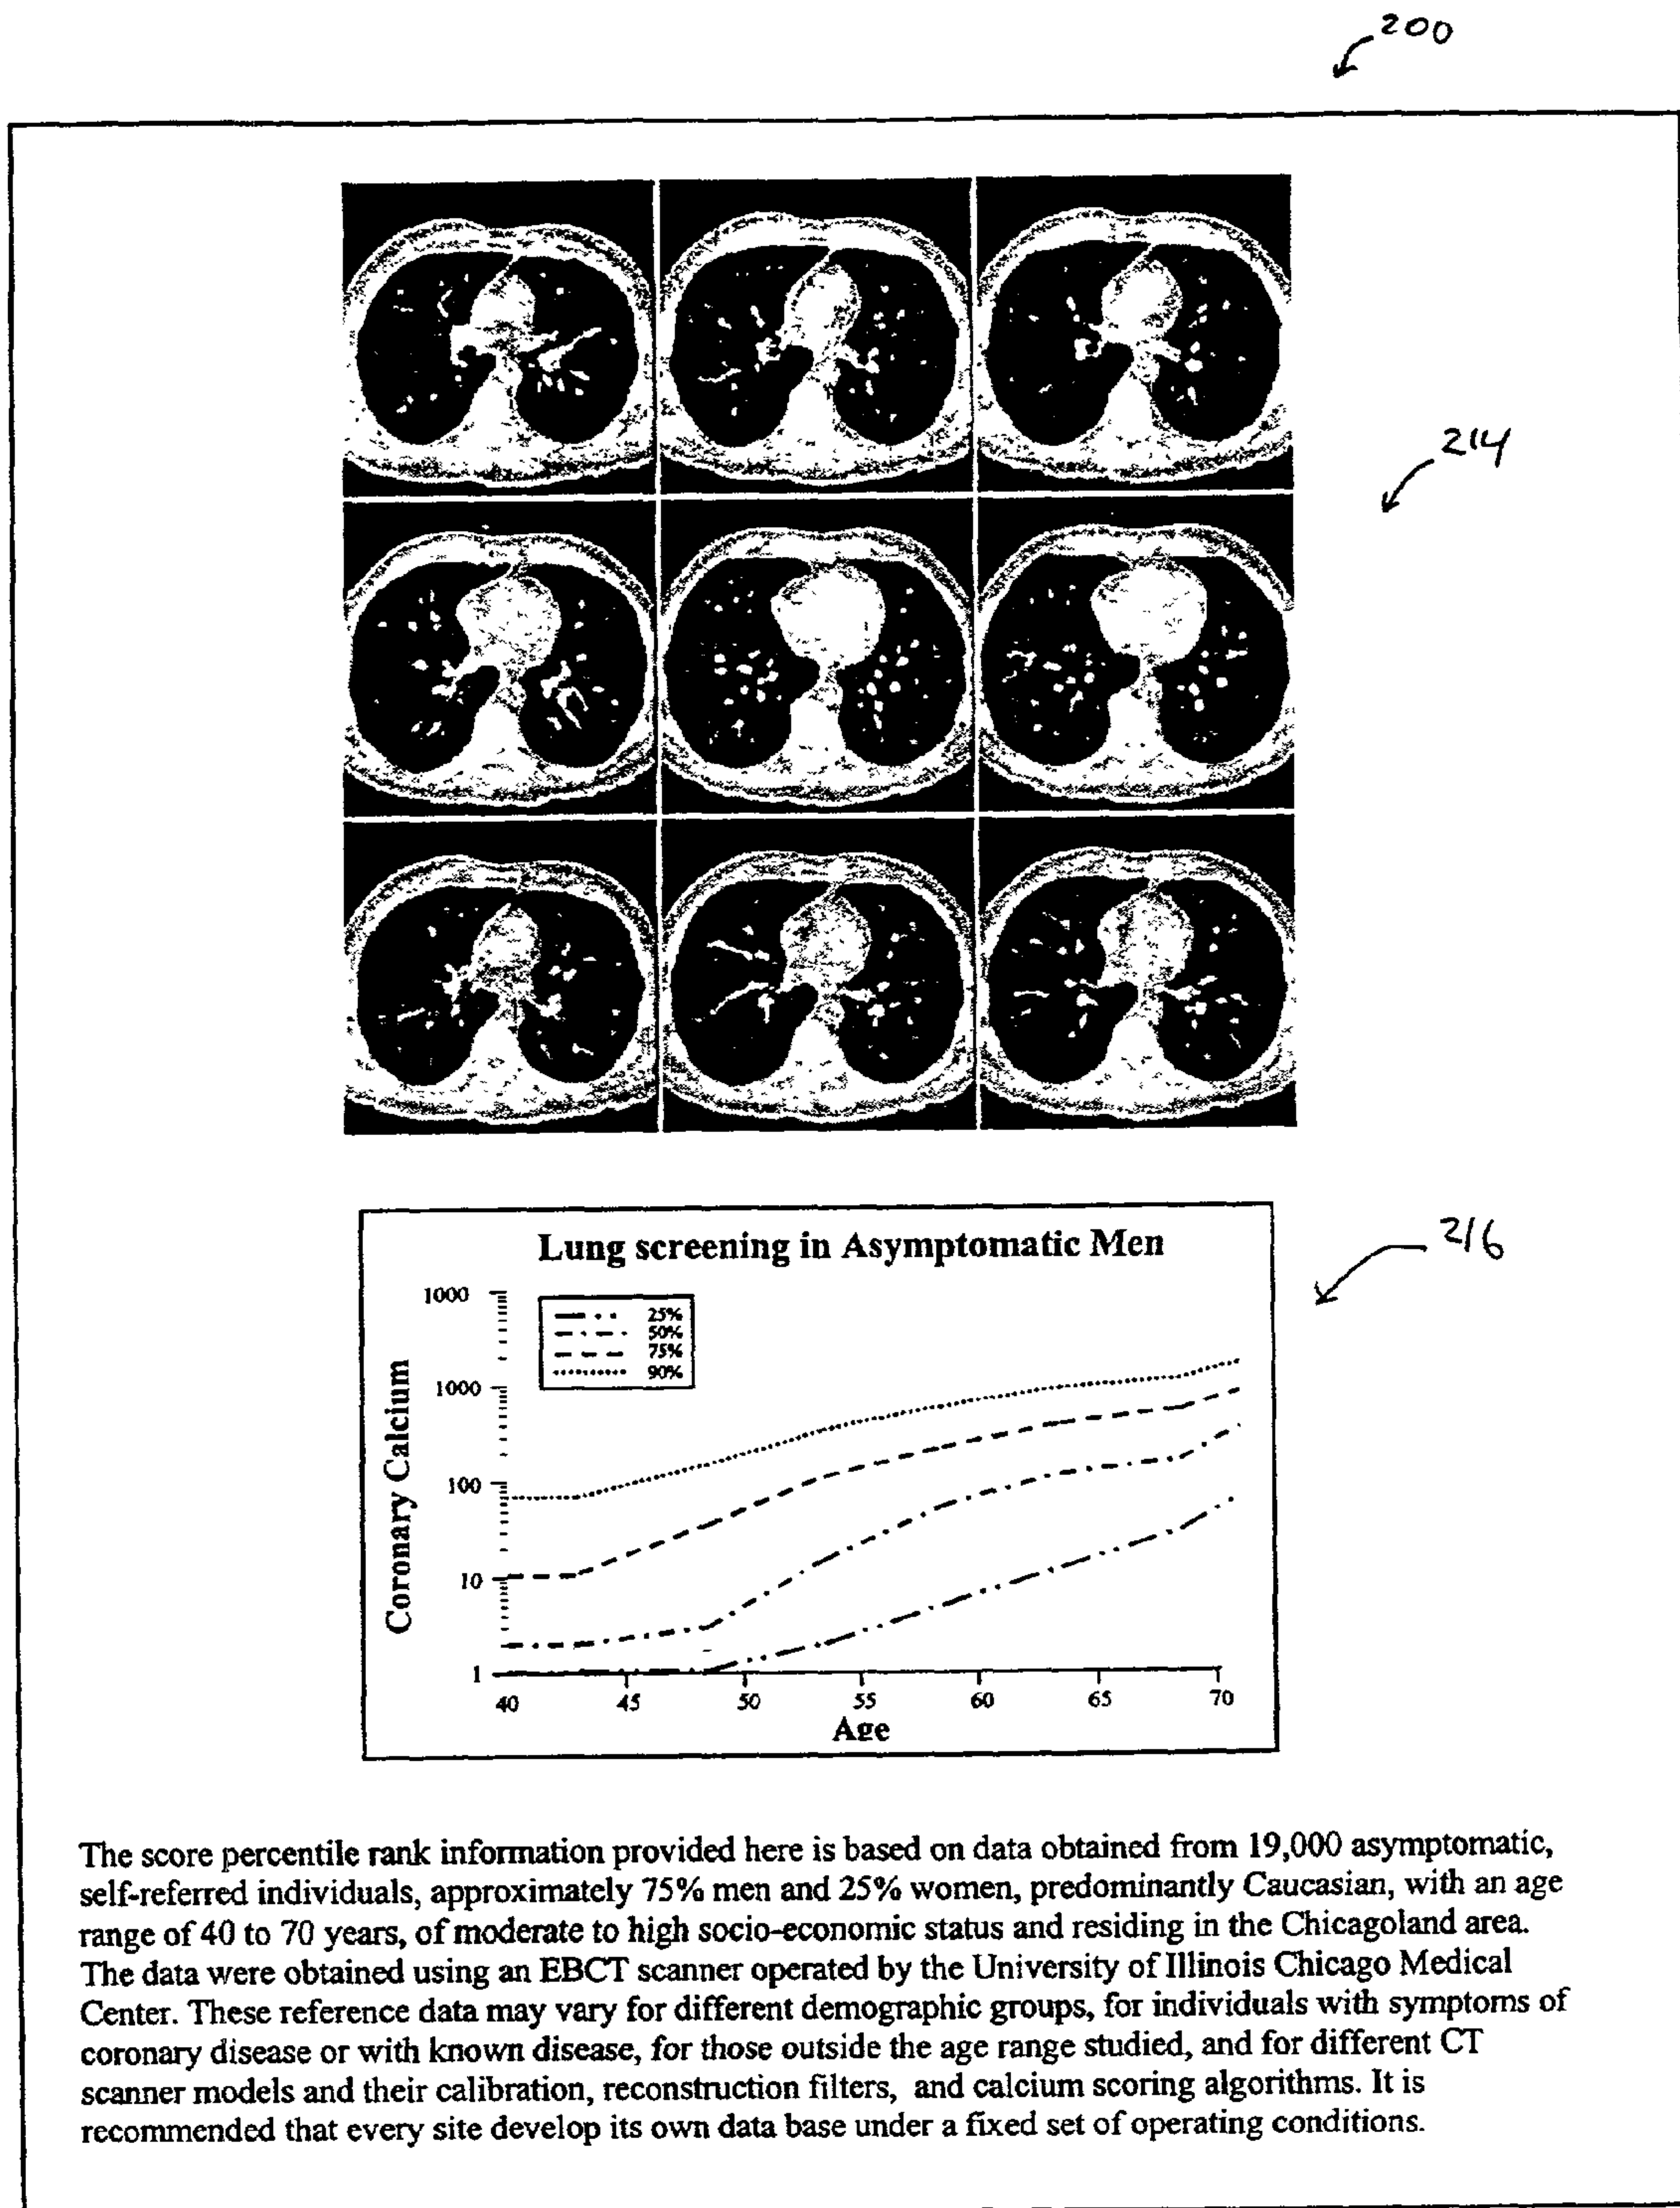 200
214
216
Lung screening in Asymptomatic Men
1000
25%
50%
75%
90%
1000
100
10
1
Coronary Calcium
40 45 50 55 60 65 70
Age
The score percentile rank information provided here is based on data obtained from 19,000 asymptomatic,
self-referred individuals, approximately 75% men and 25% women, predominantly Caucasian, with an age
range of 40 to 70 years, of moderate to high socio-economic status and residing in the Chicagoland area.
The data were obtained using an EBCT scanner operated by the University of Illinois Chicago Medical
Center. These reference data may vary for different demographic groups, for individuals with symptoms of
coronary disease or with known disease, for those outside the age range studied, and for different CT
scanner models and their calibration, reconstruction filters, and calcium scoring algorithms. It is
recommended that every site develop its own data base under a fixed set of operating conditions.